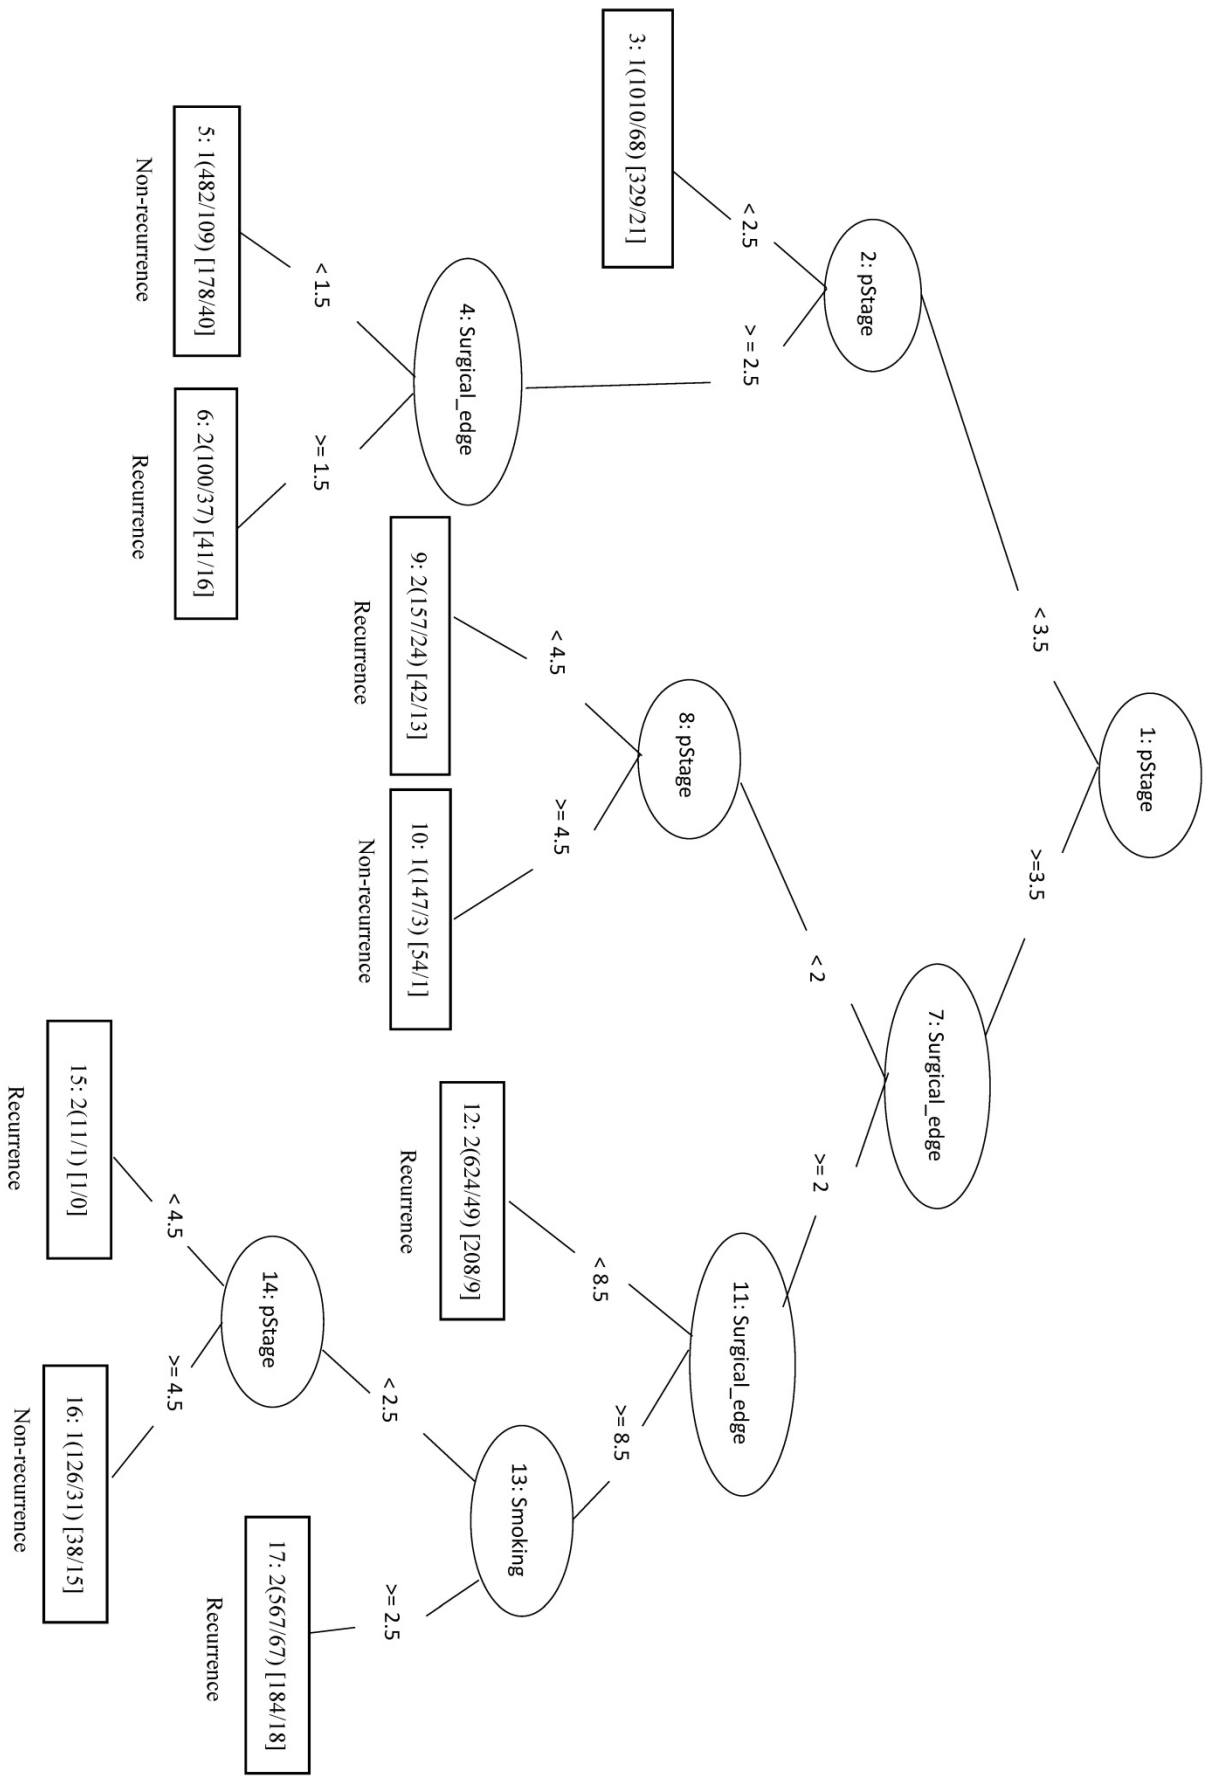 1: pStage
< 3.5
>=3.5
2: pStage
7: Surgical_edge
< 2.5
> = 2.5
< 2
>= 2
3: 1(1010/68) [329/21]
4: Surgical_edge
8: pStage
11: Surgical_edge
< 1.5
>= 1.5
< 4.5
>= 4.5
< 8.5
>= 8.5
5: 1(482/109) [178/40]
Non-recurrence
6: 2(100/37) [41/16]
Recurrence
9: 2(157/24) [42/13]
Recurrence
10: 1(147/3) [54/1]
Non-recurrence
12: 2(624/49) [208/9]
Recurrence
13: Smoking
< 2.5
>= 2.5
14: pStage
17: 2(567/67) [184/18]
Recurrence
< 4.5
>= 4.5
15: 2(11/1) [1/0]
Recurrence
16: 1(126/31) [38/15]
Non-recurrence